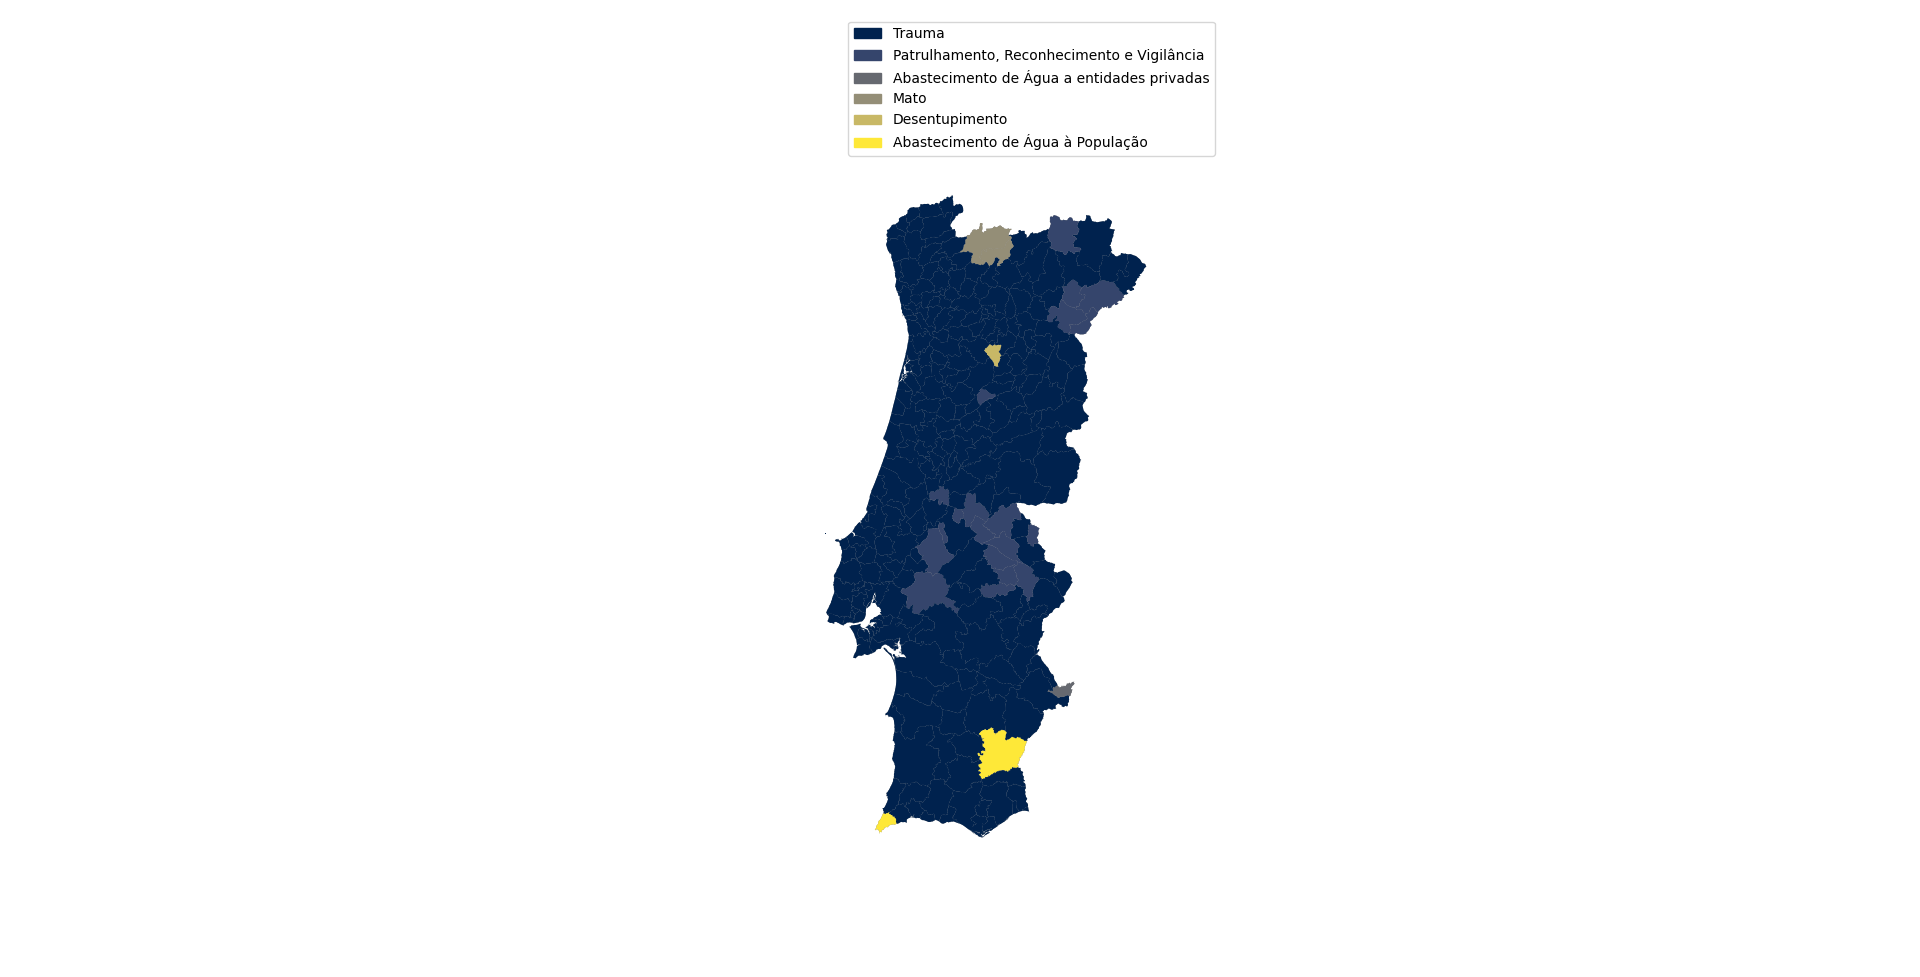 Trauma
Patrulhamento, Reconhecimento e Vigilância
Abastecimento de Água a entidades privadas
Mato
Desentupimento
Abastecimento de Água à População